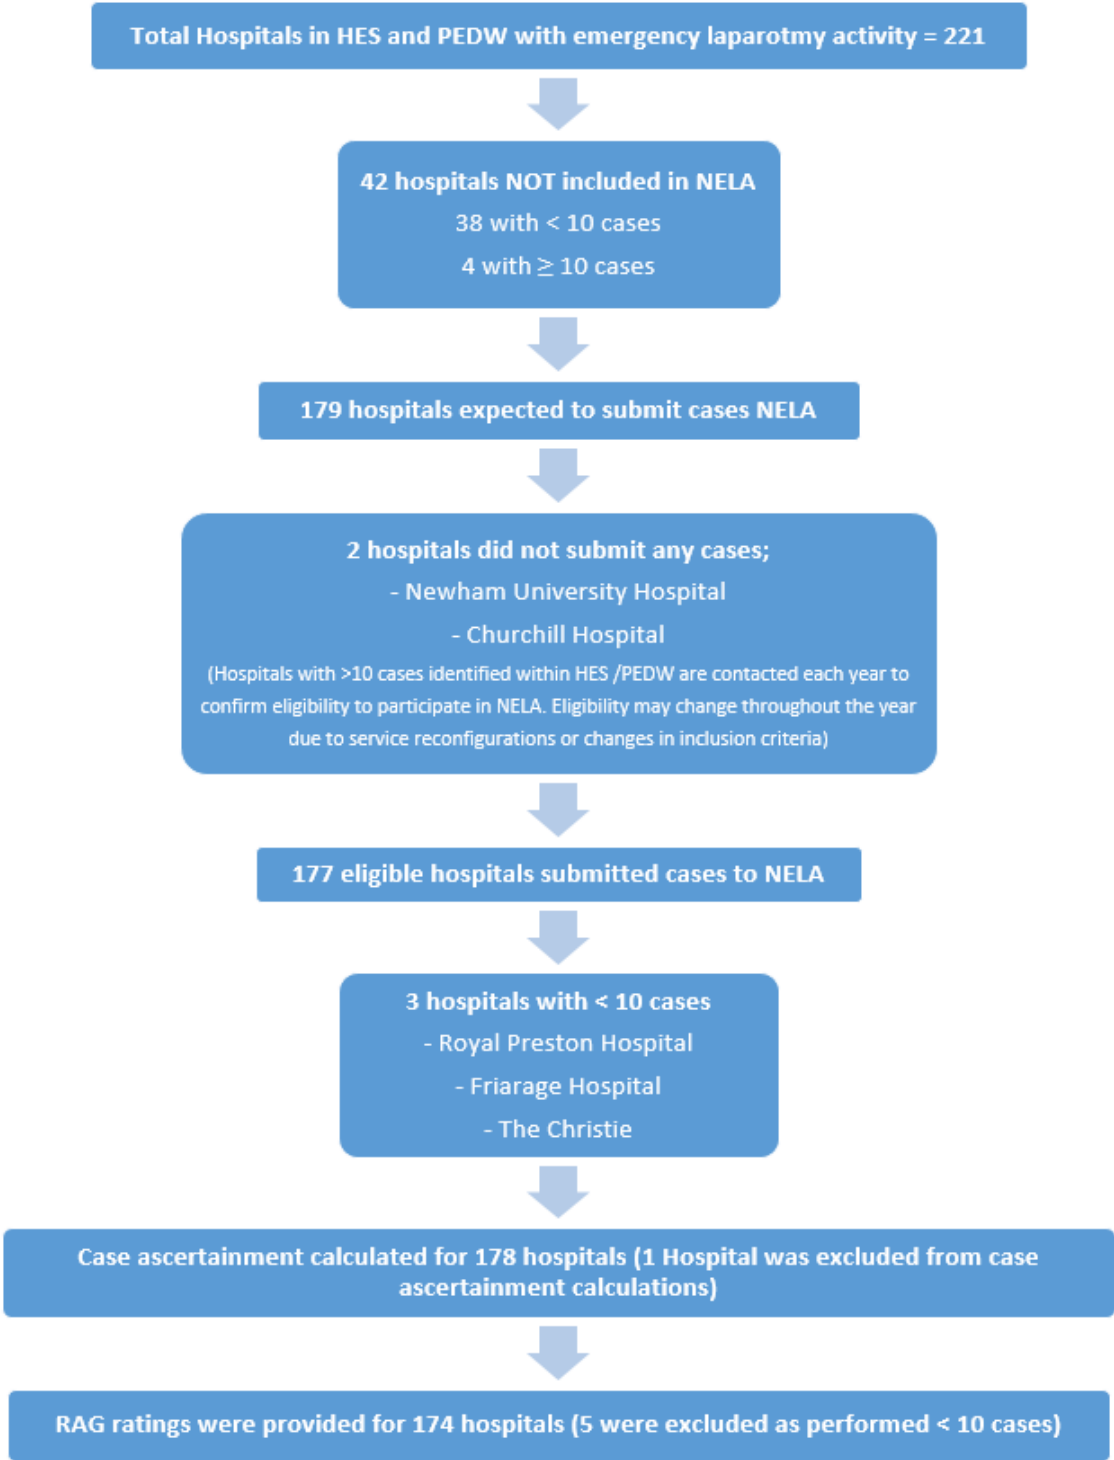 Total Hospitals in HES and PEDW with emergency laparotmy activity = 221
42 hospitals NOT included in NELA
38 with < 10 cases
4 with ≥ 10 cases
179 hospitals expected to submit cases NELA
2 hospitals did not submit any cases;
- Newham University Hospital
- Churchill Hospital
(Hospitals with >10 cases identified within HES /PEDW are contacted each year to
confirm eligibility to participate in NELA. Eligibility may change throughout the year
due to service reconfigurations or changes in inclusion criteria)
177 eligible hospitals submitted cases to NELA
3 hospitals with < 10 cases
- Royal Preston Hospital
- Friarage Hospital
- The Christie
Case ascertainment calculated for 178 hospitals (1 Hospital was excluded from case
ascertainment calculations)
RAG ratings were provided for 174 hospitals (5 were excluded as performed < 10 cases)